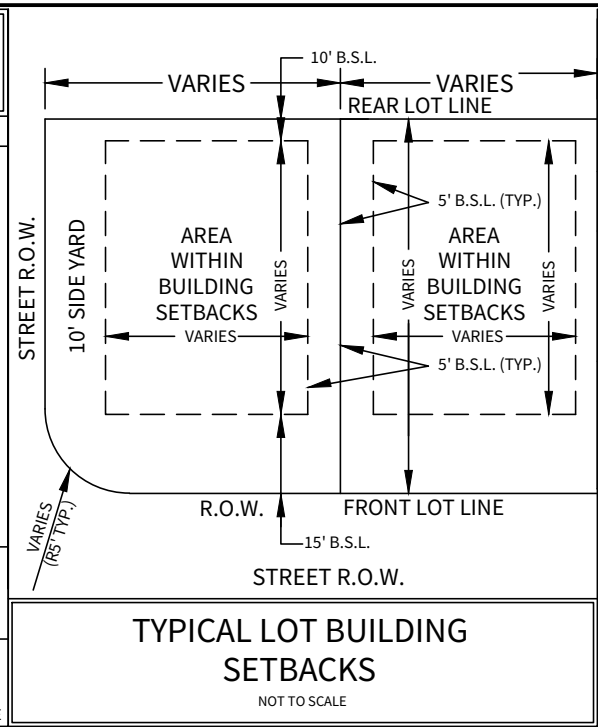 10' B.S.L.
VARIES
VARIES
REAR LOT LINE
STREET R.O.W.
10' SIDE YARD
AREA
WITHIN
BUILDING
SETBACKS
VARIES
VARIES
5' B.S.L. (TYP.)
VARIES
AREA
WITHIN
BUILDING
SETBACKS
VARIES
VARIES
5' B.S.L. (TYP.)
VARIES
(R5' TYP.)
R.O.W.
FRONT LOT LINE
15' B.S.L.
STREET R.O.W.
TYPICAL LOT BUILDING
SETBACKS
NOT TO SCALE